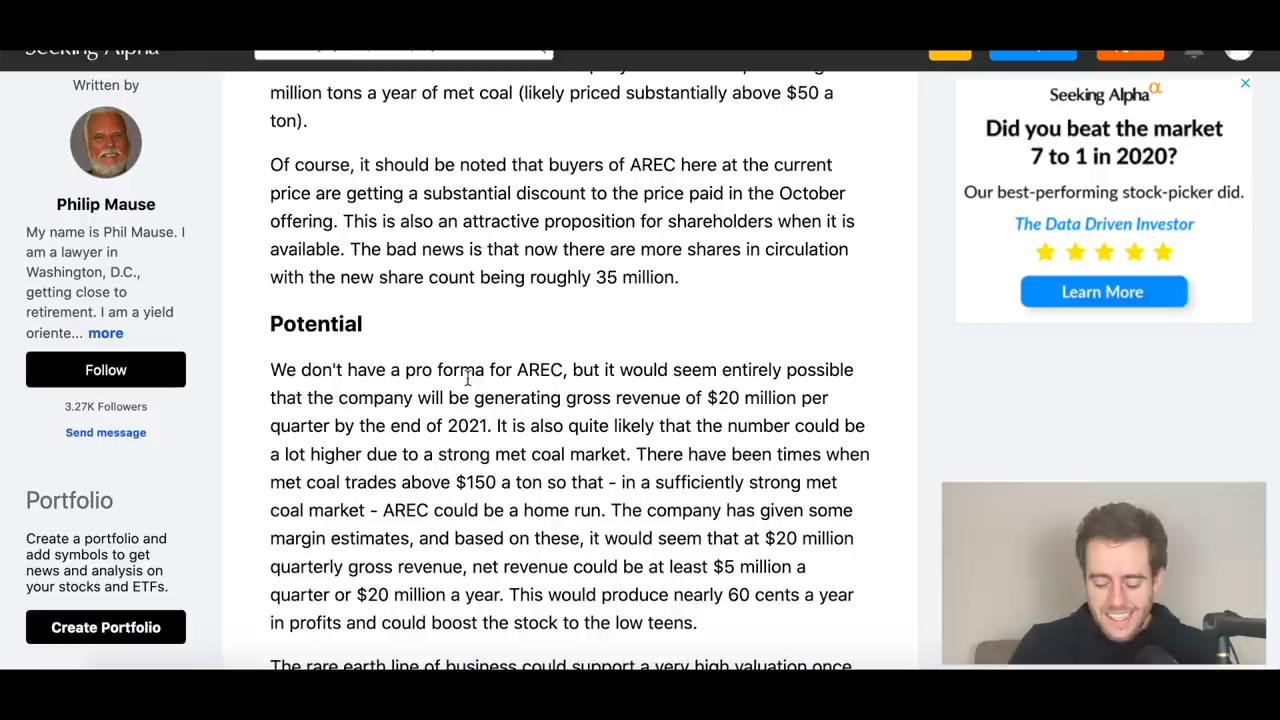 Seeking Alpha
Written by
Philip Mause
My name is Phil Mause. I
am a lawyer in
Washington, D.C.,
getting close to
retirement. I am a yield
oriente... more
Follow
3.27K Followers
Send message
Portfolio
Create a portfolio and
add symbols to get
news and analysis on
your stocks and ETFs.
Create Portfolio
million tons a year of met coal (likely priced substantially above $50 a
ton).
Of course, it should be noted that buyers of AREC here at the current
price are getting a substantial discount to the price paid in the October
offering. This is also an attractive proposition for shareholders when it is
available. The bad news is that now there are more shares in circulation
with the new share count being roughly 35 million.
Potential
We don't have a pro forma for AREC, but it would seem entirely possible
that the company will be generating gross revenue of $20 million per
quarter by the end of 2021. It is also quite likely that the number could be
a lot higher due to a strong met coal market. There have been times when
met coal trades above $150 a ton so that - in a sufficiently strong met
coal market - AREC could be a home run. The company has given some
margin estimates, and based on these, it would seem that at $20 million
quarterly gross revenue, net revenue could be at least $5 million a
quarter or $20 million a year. This would produce nearly 60 cents a year
in profits and could boost the stock to the low teens.
The rare earth line of business could support a very high valuation once
Seeking Alpha α
Did you beat the market
7 to 1 in 2020?
Our best-performing stock-picker did.
The Data Driven Investor
Learn More